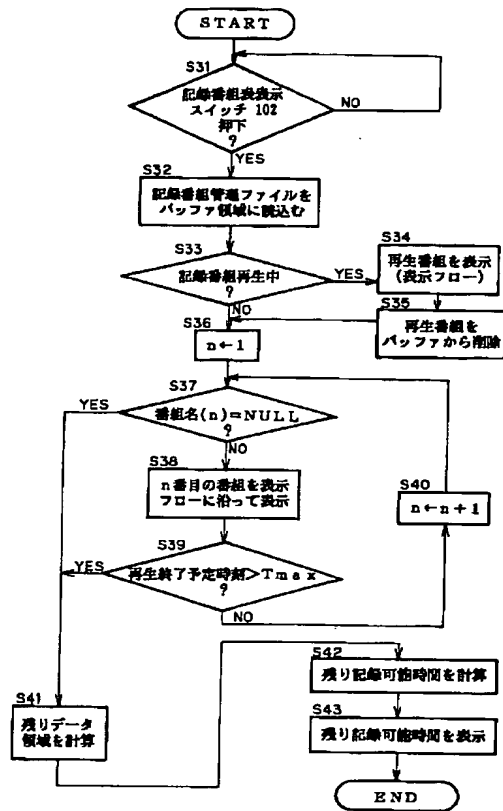 START
S31
記録番組表表示
スイッチ 102
押下
?
NO
YES
S32
記録番組管理ファイルを
バッファ領域に読込む
S33
記録番組再生中
?
YES
NO
S34
再生番組を表示
(表示フロー)
S35
再生番組を
バッファから削除
S36
n←1
S37
番組名(n)=NULL
?
YES
NO
S38
n番目の番組を表示
フローに沿って表示
S39
再生終了予定時刻>Tmax
?
YES
NO
S40
n←n+1
S41
残りデータ
領域を計算
S42
残り記録可能時間を計算
S43
残り記録可能時間を表示
END